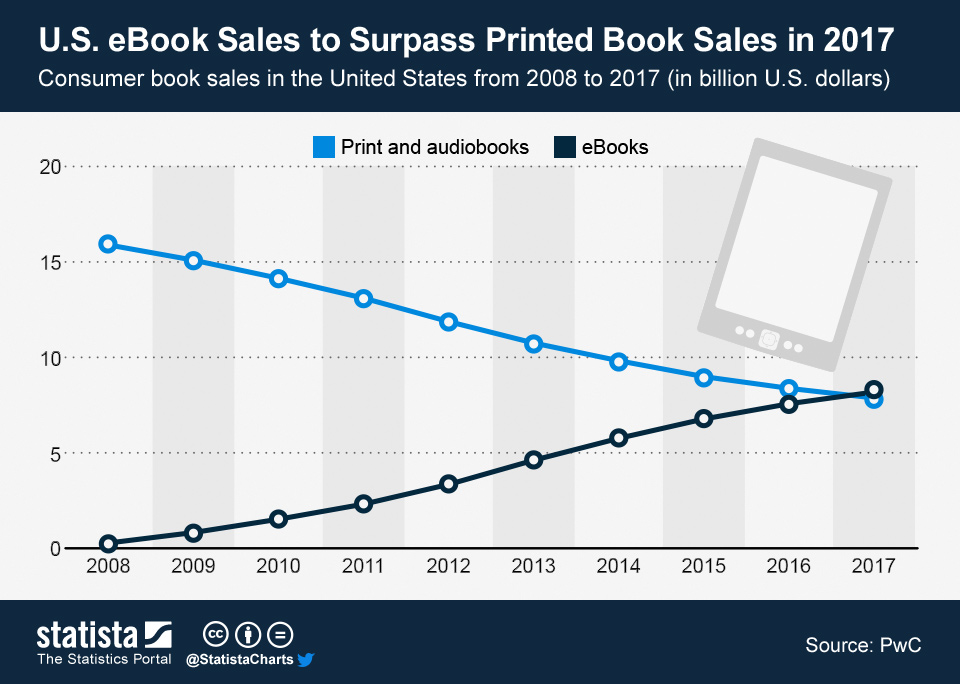 U.S. eBook Sales to Surpass Printed Book Sales in 2017
Consumer book sales in the United States from 2008 to 2017 (in billion U.S. dollars)
Print and audiobooks eBooks
20
15
10
5
0
2008 2009 2010 2011 2012 2013 2014 2015 2016 2017
statista
The Statistics Portal
cc
@StatistaCharts
Source: PwC